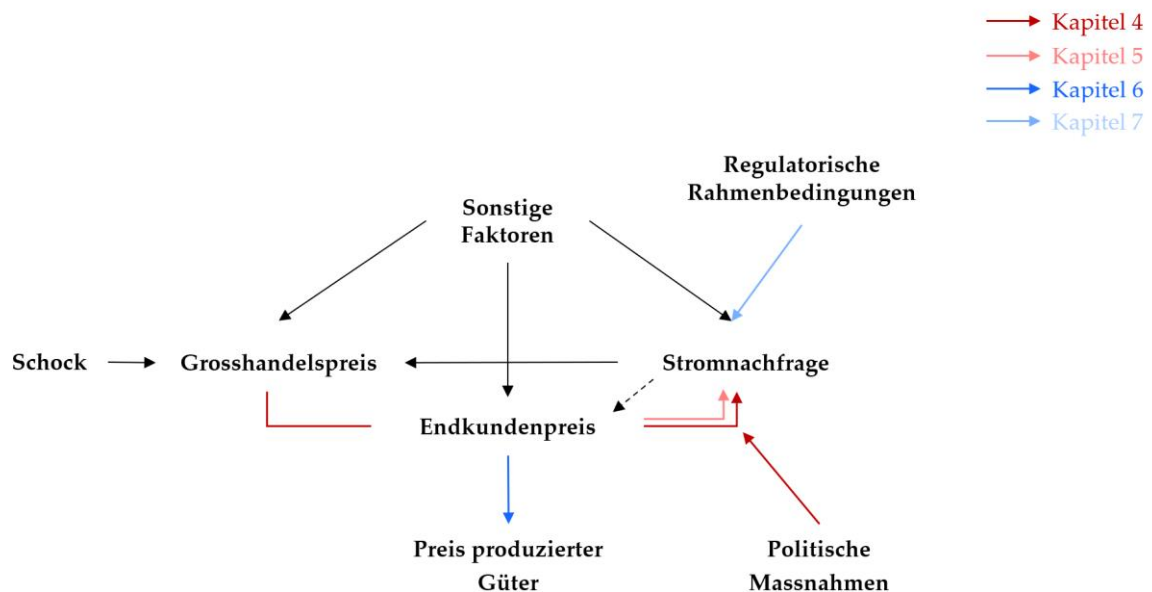 Kapitel 4
Kapitel 5
Kapitel 6
Kapitel 7
Regulatorische
Rahmenbedingungen
Sonstige
Faktoren
Schock
Grosshandelspreis
Stromnachfrage
Endkundenpreis
Preis produzierter
Güter
Politische
Massnahmen